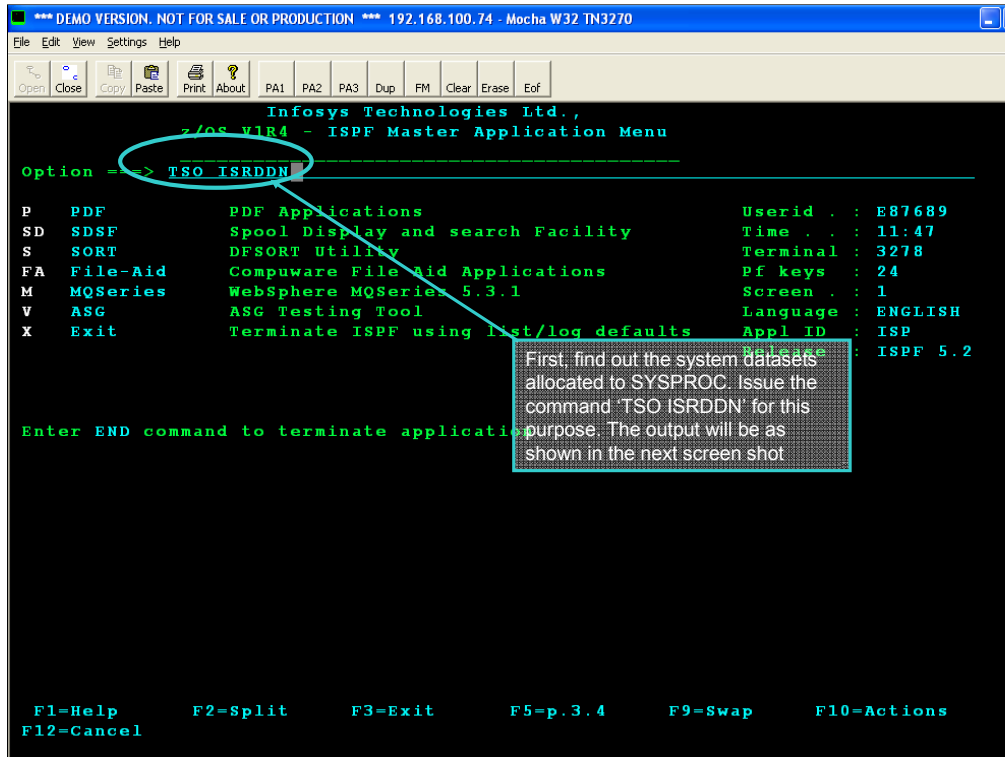 *** DEMO VERSION. NOT FOR SALE OR PRODUCTION *** 192.168.100.74 - Mocha W32 TN3270
File Edit View Settings Help
Open Close Copy Paste Print About PA1 PA2 PA3 Dup FM Clear Erase Eof
Infosys Technologies Ltd.,
z/OS V1R4 - ISPF Master Application Menu
Option ===> TSO ISRDDN
P PDF PDF Applications Userid . : E87689
SD SDSF Spool Display and search Facility Time . . : 11:47
S SORT DFSORT Utility Terminal : 3278
FA File-Aid Compuware File Aid Applications Pf keys : 24
M MQSeries WebSphere MQSeries 5.3.1 Screen . : 1
V ASG ASG Testing Tool Language : ENGLISH
X Exit Terminate ISPF using list/log defaults Appl ID : ISP
Release : ISPF 5.2
First, find out the system datasets
allocated to SYSPROC. Issue the
command ‘TSO ISRDDN’ for this
purpose. The output will be as
shown in the next screen shot
Enter END command to terminate application
F1=Help F2=Split F3=Exit F5=p.3.4 F9=Swap F10=Actions
F12=Cancel